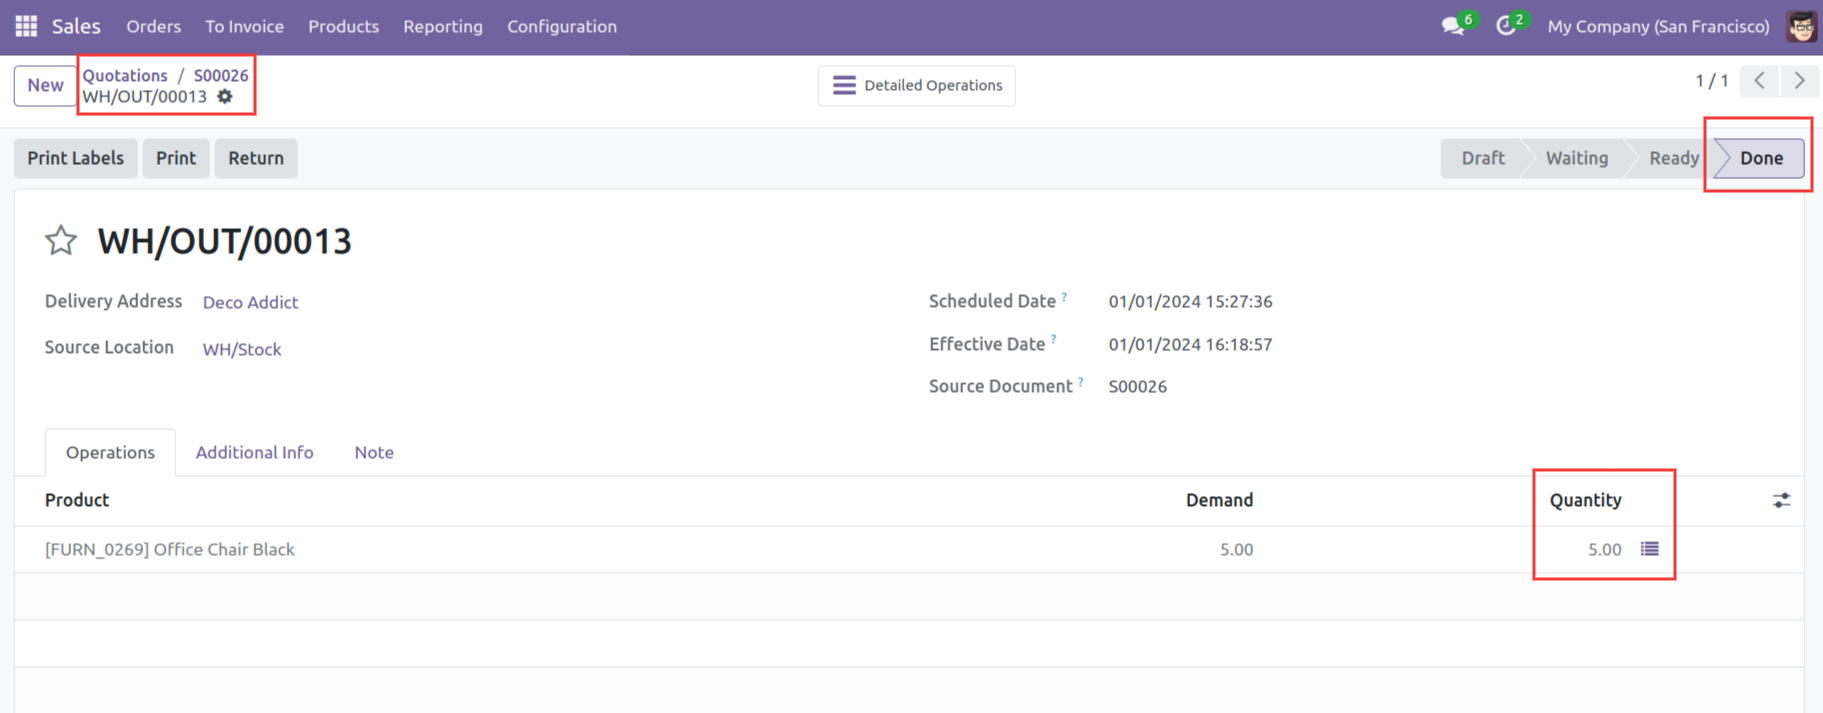 Sales Orders To Invoice Products Reporting Configuration 6 2 My Company (San Francisco)
New Quotations / S00026 Detailed Operations 1 / 1
WH/OUT/00013
Print Labels Print Return Draft Waiting Ready Done
WH/OUT/00013
Delivery Address Deco Addict Scheduled Date ? 01/01/2024 15:27:36
Source Location WH/Stock Effective Date ? 01/01/2024 16:18:57
Source Document ? S00026
Operations Additional Info Note
Product Demand Quantity
[FURN_0269] Office Chair Black 5.00 5.00